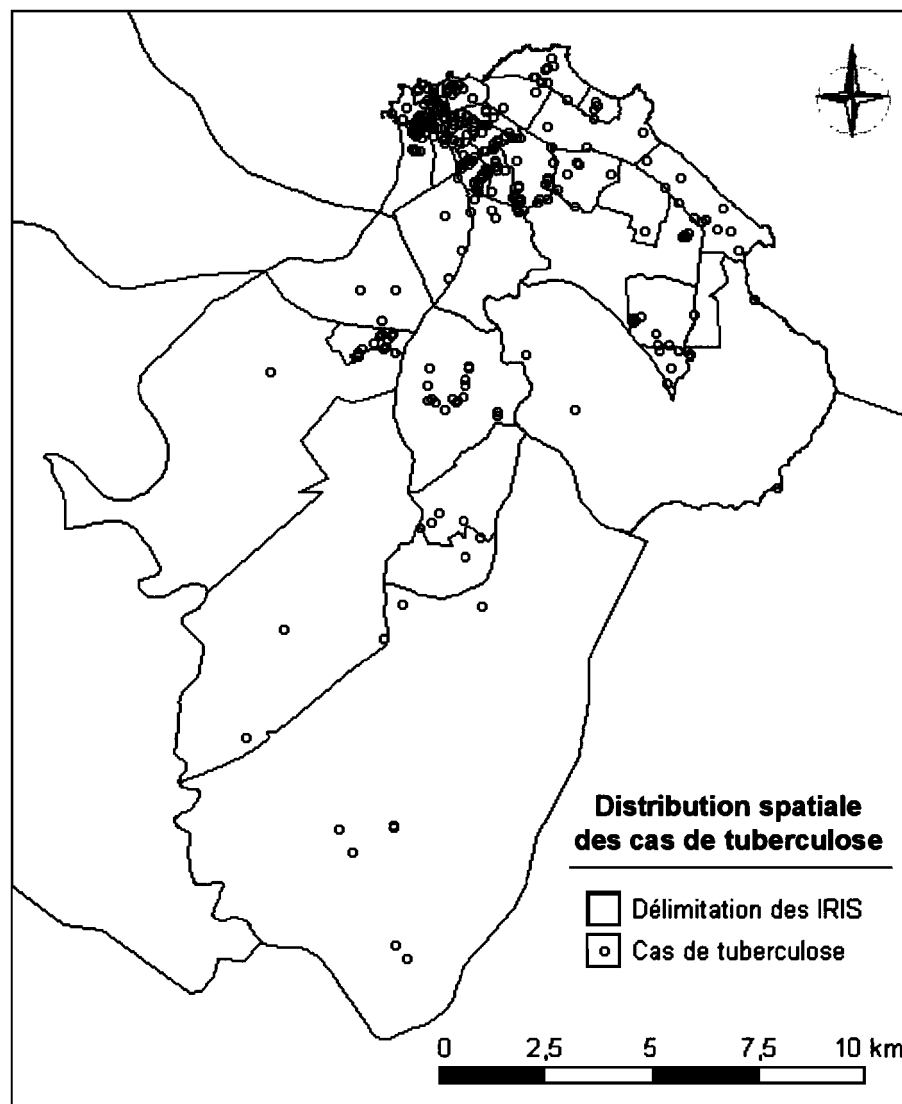 Distribution spatiale
des cas de tuberculose
Délimitation des IRIS
Cas de tuberculose
0 2,5 5 7,5 10 km